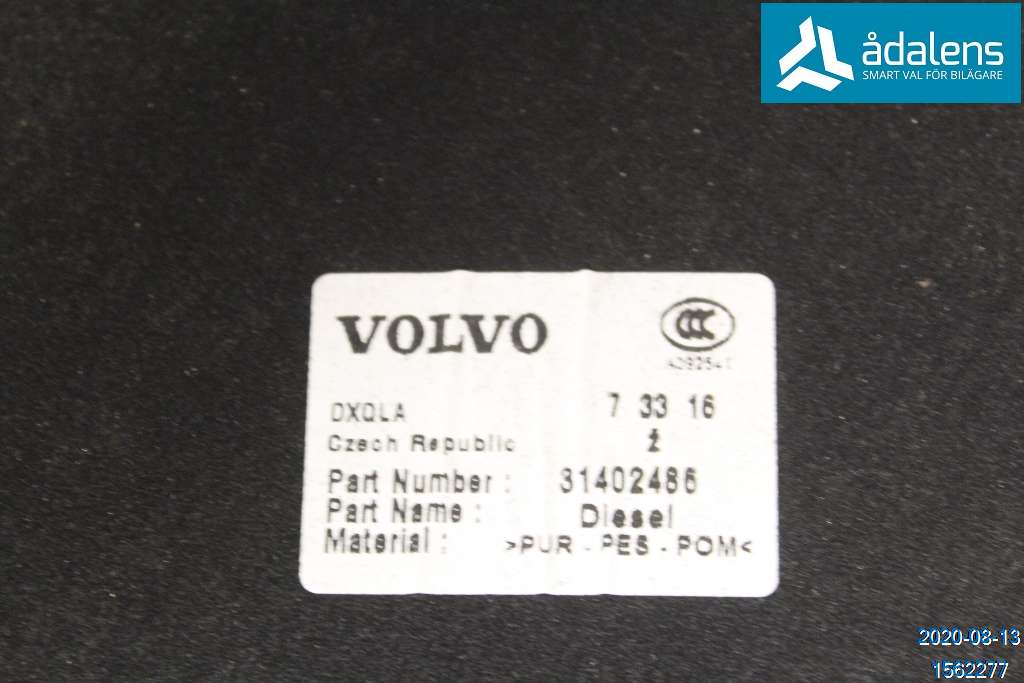 ådalens
SMART VAL FÖR BILÄGARE
VOLVO
CCC
DXQLA 7 33 16
Czech Republic
Part Number : 31402486
Part Name : Diesel
Material : >PUR - PES - POM<
2020-08-13
1562277